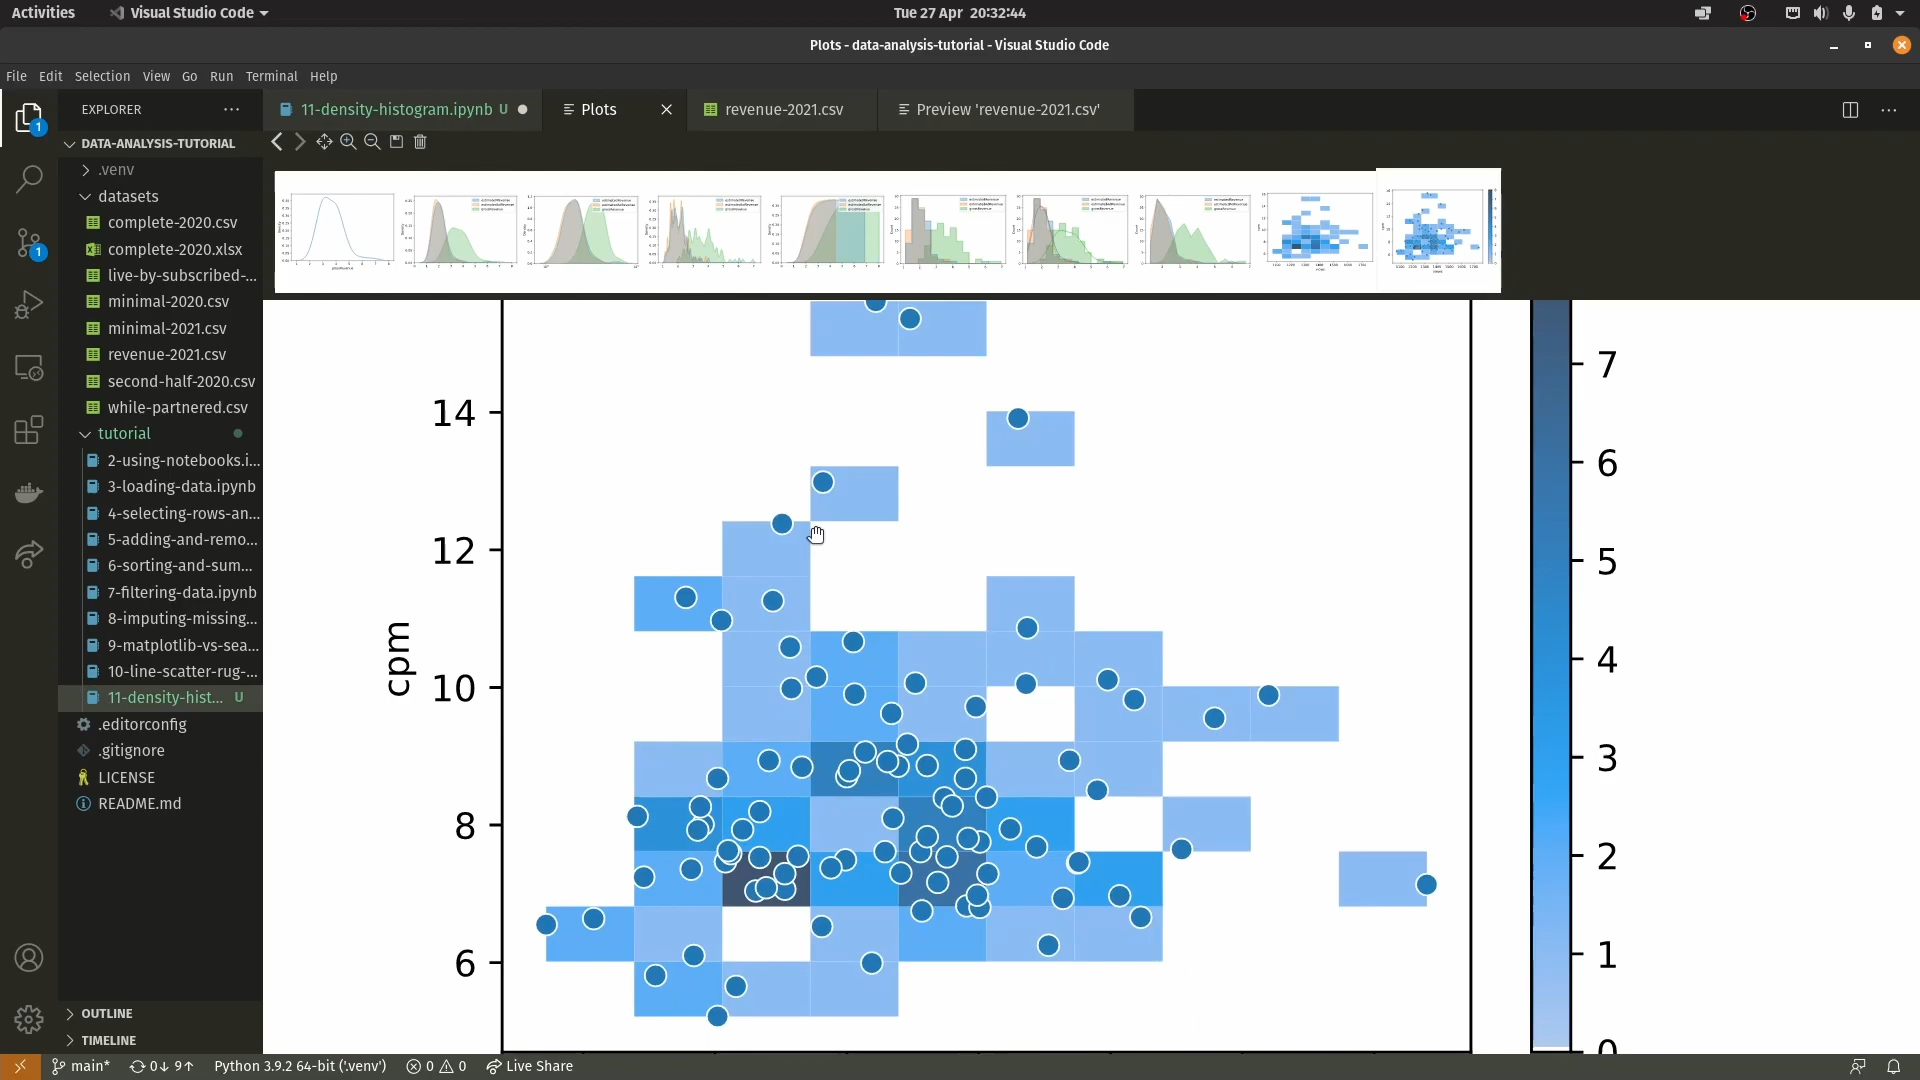 Activities Visual Studio Code Tue 27 Apr 20:32:44
Plots - data-analysis-tutorial - Visual Studio Code
File Edit Selection View Go Run Terminal Help
EXPLORER
11-density-histogram.ipynb U
Plots
revenue-2021.csv
Preview 'revenue-2021.csv'
DATA-ANALYSIS-TUTORIAL
.venv
datasets
complete-2020.csv
complete-2020.xlsx
live-by-subscribed-...
minimal-2020.csv
minimal-2021.csv
revenue-2021.csv
second-half-2020.csv
while-partnered.csv
tutorial
2-using-notebooks.i...
3-loading-data.ipynb
4-selecting-rows-an...
5-adding-and-remo...
6-sorting-and-sum...
7-filtering-data.ipynb
8-imputing-missing...
9-matplotlib-vs-sea...
10-line-scatter-rug-...
11-density-hist... U
.editorconfig
.gitignore
LICENSE
README.md
OUTLINE
TIMELINE
1
1
cpm
14
12
10
8
6
7
6
5
4
3
2
1
0
main* 0↓ 9↑ Python 3.9.2 64-bit ('.venv') 0 0 Live Share